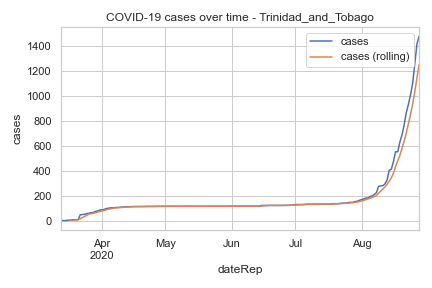 COVID-19 cases over time - Trinidad_and_Tobago
cases
cases (rolling)
cases
1400
1200
1000
800
600
400
200
0
Apr
2020
May
Jun
Jul
Aug
dateRep